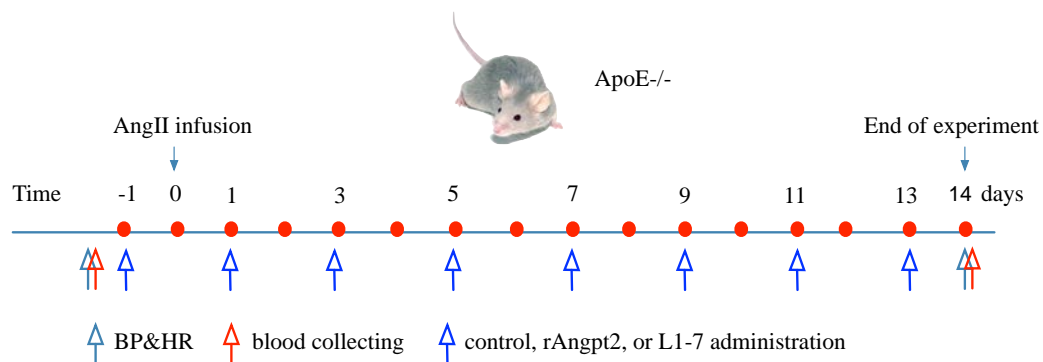 ApoE-/-
AngII infusion End of experiment
Time -1 0 1 3 5 7 9 11 13 14 days
BP&HR blood collecting control, rAngpt2, or L1-7 administration